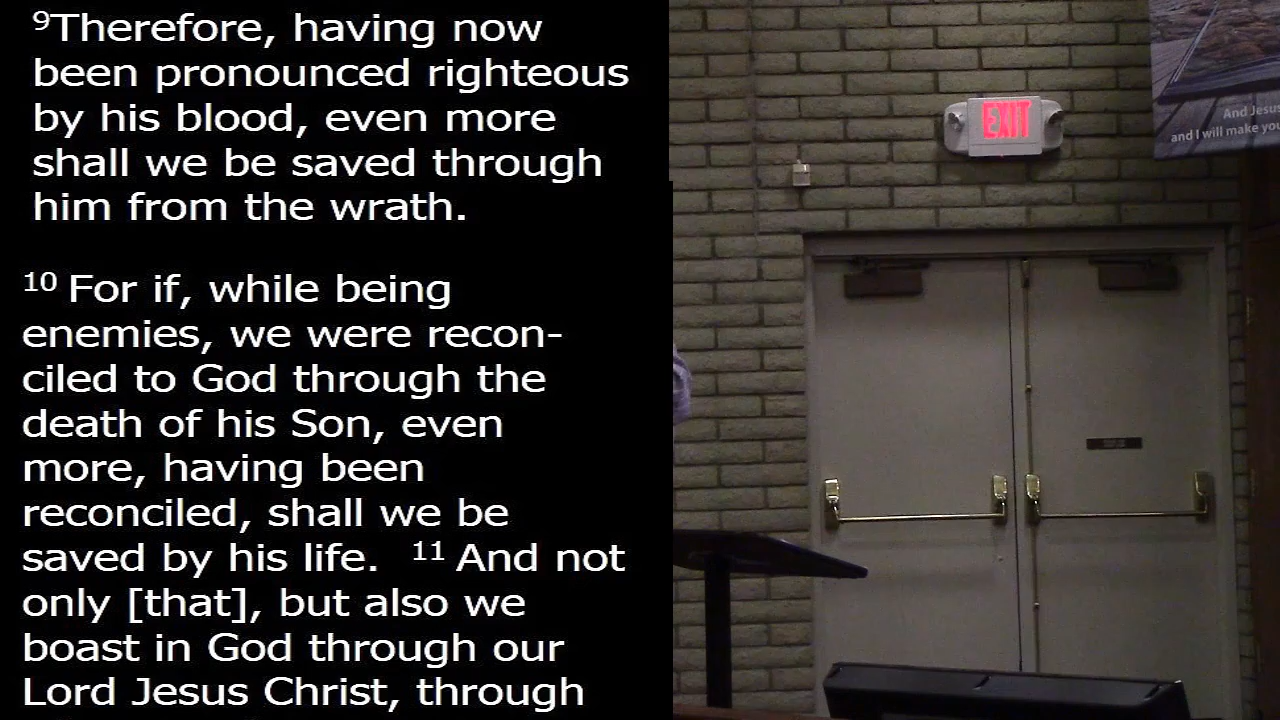 ⁹Therefore, having now
been pronounced righteous
by his blood, even more
shall we be saved through
him from the wrath.
¹⁰ For if, while being
enemies, we were recon-
ciled to God through the
death of his Son, even
more, having been
reconciled, shall we be
saved by his life. ¹¹ And not
only [that], but also we
boast in God through our
Lord Jesus Christ, through
EXIT
And Jesus
and I will make you